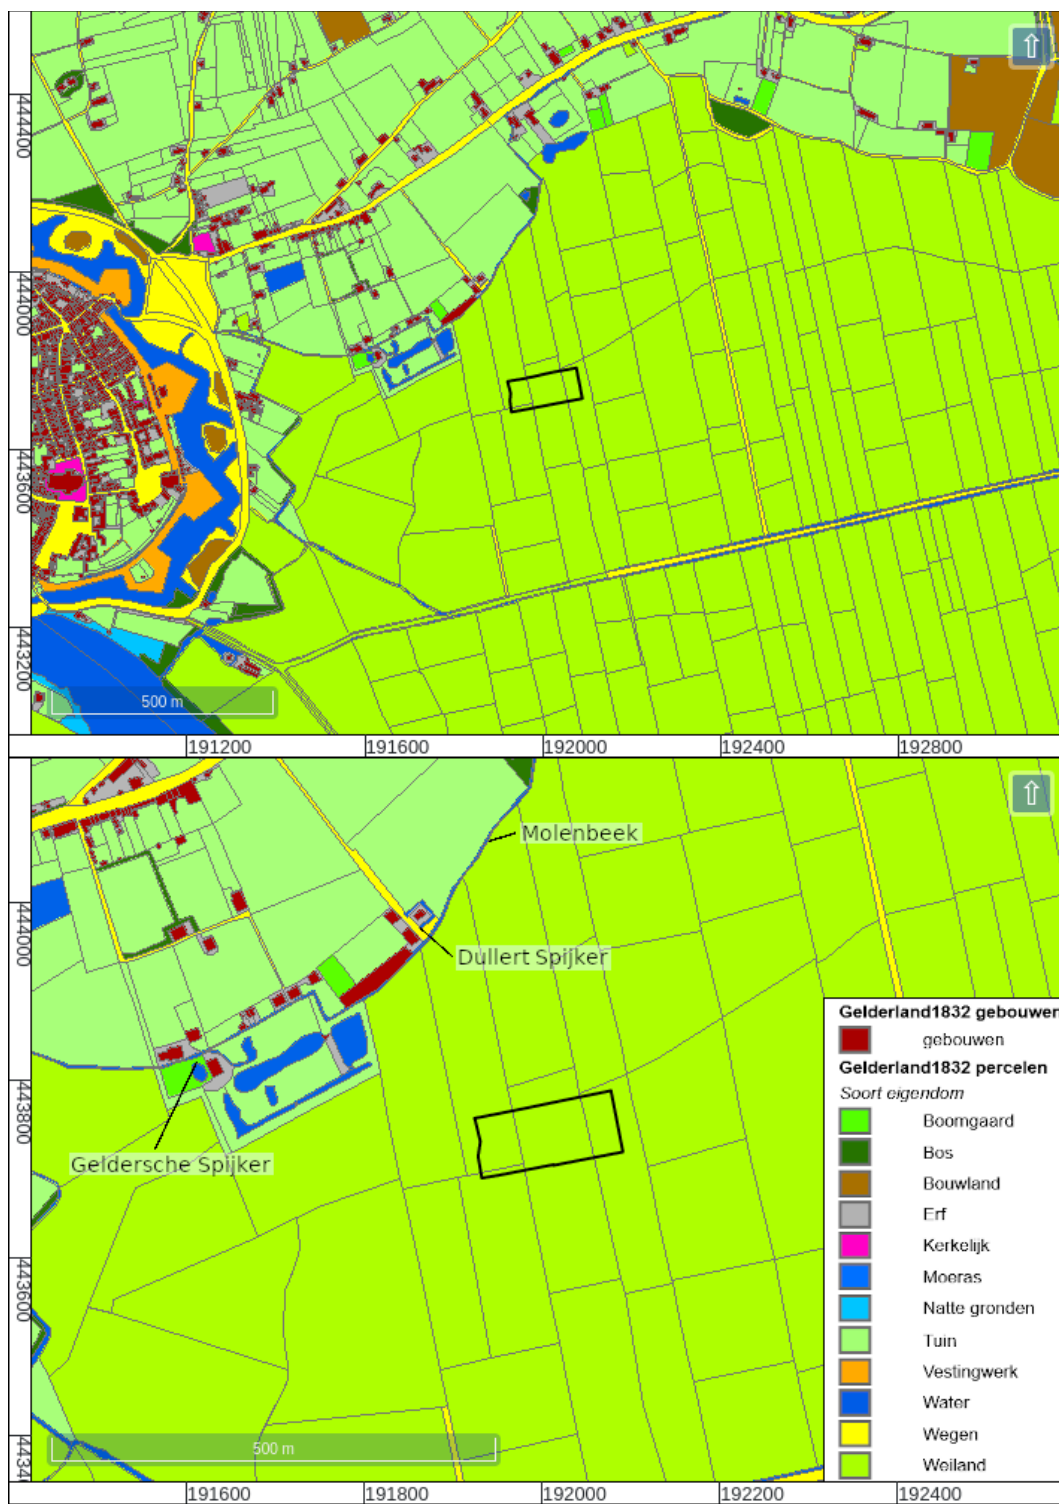 444400
444000
443600
443200
500 m
191200
191600
192000
192400
192800
Molenbeek
Dullert Spijker
Geldersche Spijker
444000
443800
443600
44340
500 m
191600
191800
192000
192200
192400
Gelderland1832 gebouwen
gebouwen
Gelderland1832 percelen
Soort eigendom
Boomgaard
Bos
Bouwland
Erf
Kerkelijk
Moeras
Natte gronden
Tuin
Vestingwerk
Water
Wegen
Weiland